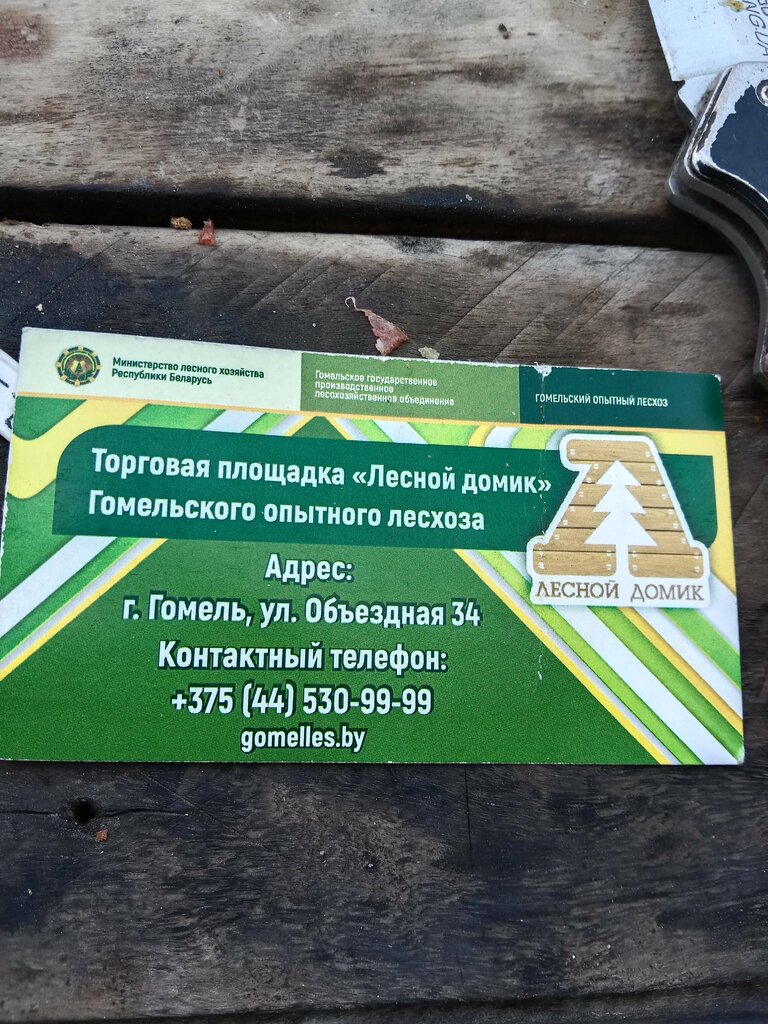 Министерство лесного хозяйства
Республики Беларусь
Гомельское государственное
производственное
лесохозяйственное объединение
ГОМЕЛЬСКИЙ ОПЫТНЫЙ ЛЕСХОЗ
Торговая площадка «Лесной домик»
Гомельского опытного лесхоза
ЛЕСНОЙ ДОМИК
Адрес:
г. Гомель, ул. Объездная 34
Контактный телефон:
+375 (44) 530-99-99
gomelles.by